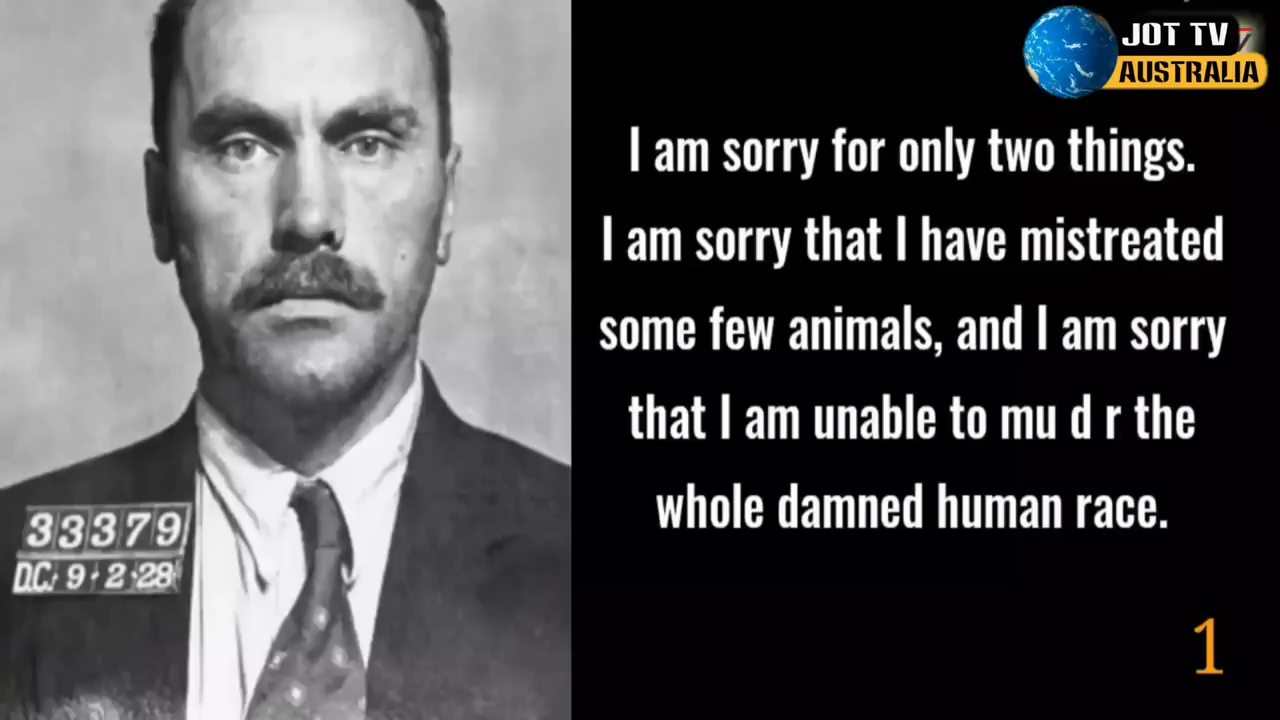 JOT TV
AUSTRALIA
I am sorry for only two things.
I am sorry that I have mistreated
some few animals, and I am sorry
that I am unable to mu d r the
whole damned human race.
33379
D.C. 9·2·28
1